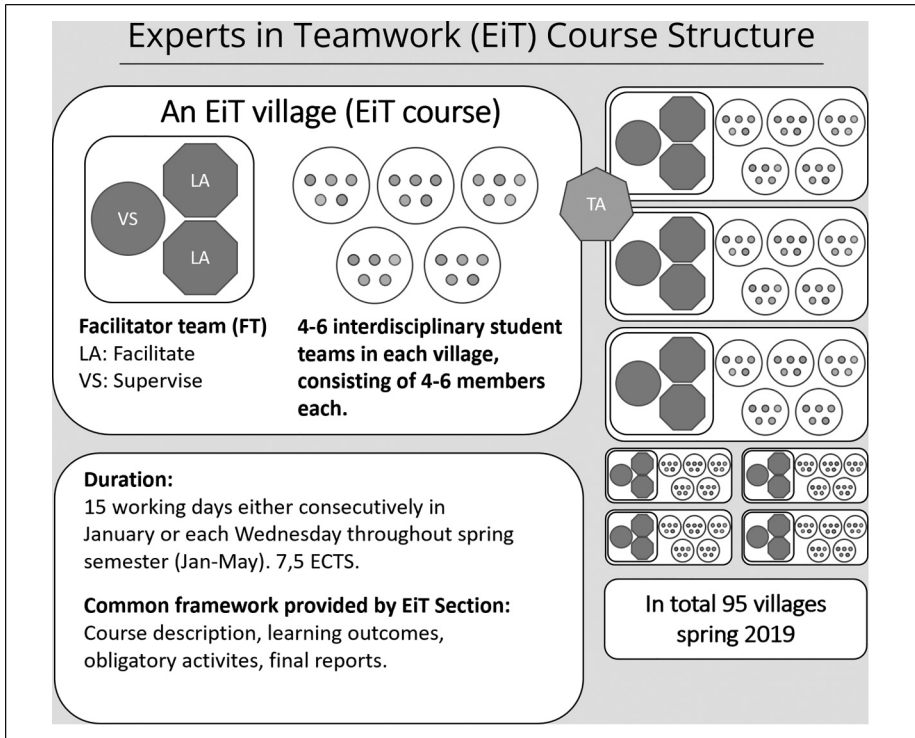 Experts in Teamwork (EiT) Course Structure
An EiT village (EiT course)
VS
LA
LA
TA
Facilitator team (FT)
LA: Facilitate
VS: Supervise
4-6 interdisciplinary student
teams in each village,
consisting of 4-6 members
each.
Duration:
15 working days either consecutively in
January or each Wednesday throughout spring
semester (Jan-May). 7,5 ECTS.
Common framework provided by EiT Section:
Course description, learning outcomes,
obligatory activites, final reports.
In total 95 villages
spring 2019